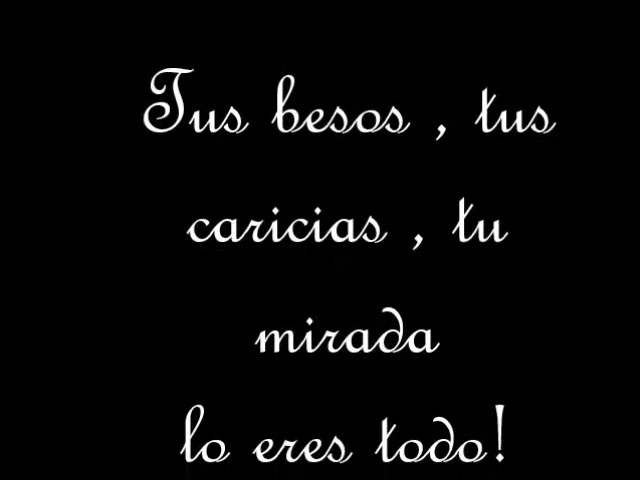 Tus besos , tus
caricias , tu
mirada
lo eres todo!